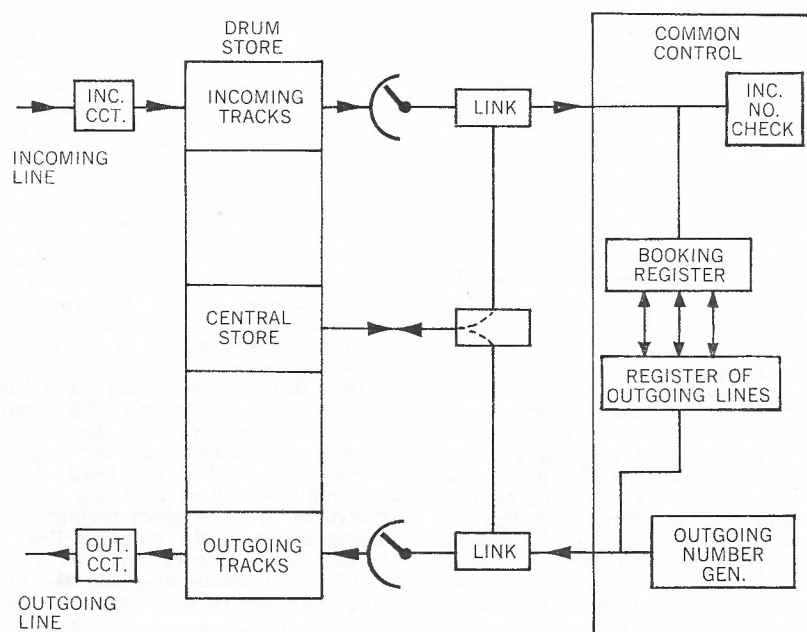 DRUM
STORE
COMMON
CONTROL
INC.
CCT.
INCOMING
TRACKS
LINK
INC.
NO.
CHECK
INCOMING
LINE
BOOKING
REGISTER
CENTRAL
STORE
REGISTER OF
OUTGOING LINES
OUT.
CCT.
OUTGOING
TRACKS
LINK
OUTGOING
NUMBER
GEN.
OUTGOING
LINE